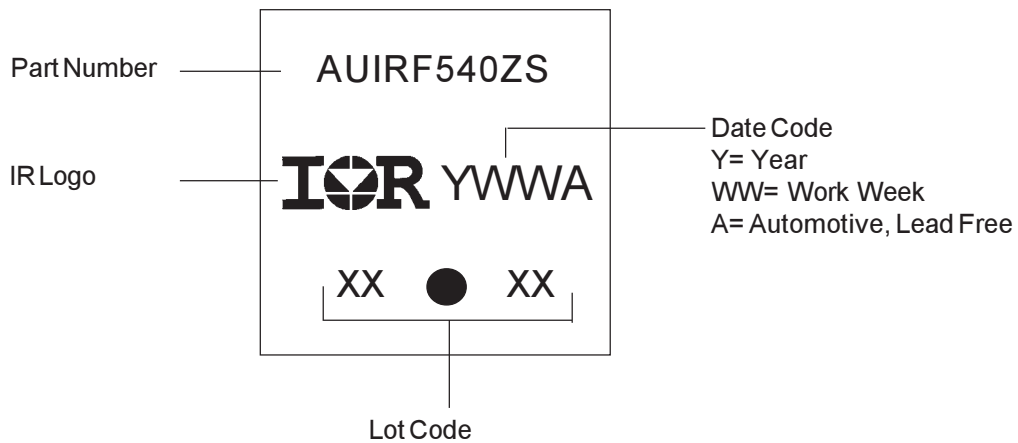 Part Number
AUIRF540ZS
IR Logo
IOR YWWA
Date Code
Y= Year
WW= Work Week
A= Automotive, Lead Free
XX XX
Lot Code